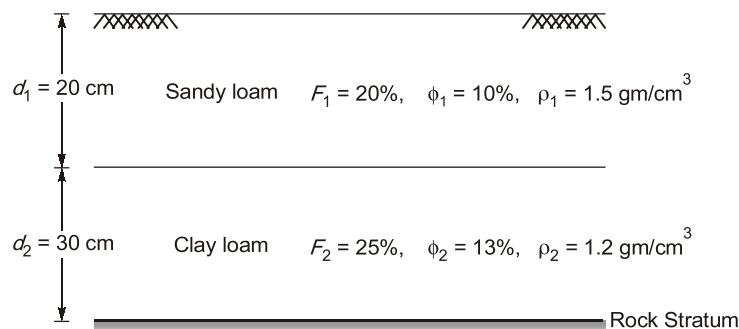 d₁ = 20 cm Sandy loam F₁ = 20%, ϕ₁ = 10%, ρ₁ = 1.5 gm/cm³
d₂ = 30 cm Clay loam F₂ = 25%, ϕ₂ = 13%, ρ₂ = 1.2 gm/cm³
Rock Stratum